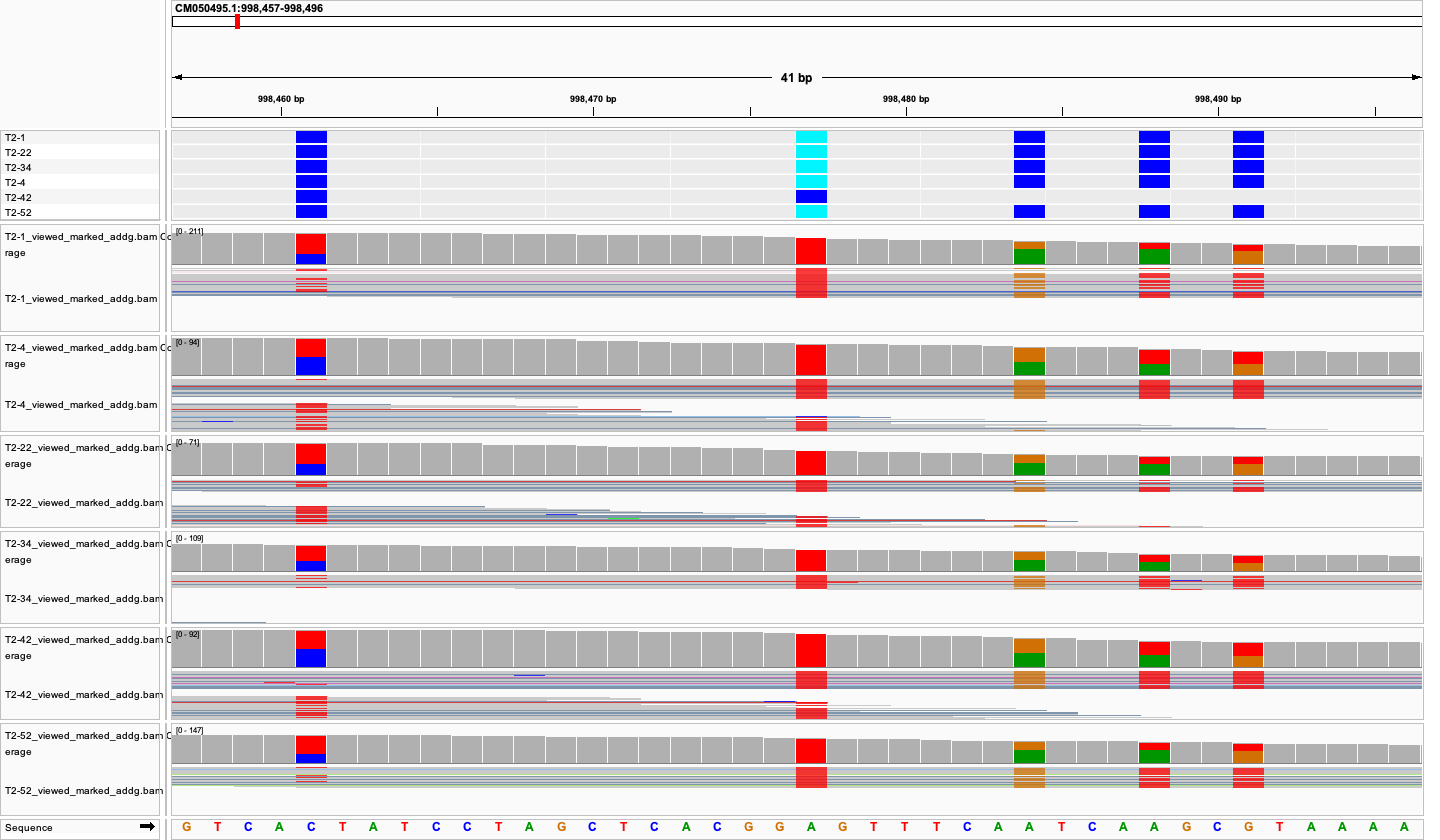 CM050495.1:998,457-998,496
41 bp
998,460 bp 998,470 bp 998,480 bp 998,490 bp
T2-1
T2-22
T2-34
T2-4
T2-42
T2-52
T2-1_viewed_marked_addg.bam Co
rage
[0 - 211]
T2-1_viewed_marked_addg.bam
T2-4_viewed_marked_addg.bam Co
rage
[0 - 94]
T2-4_viewed_marked_addg.bam
T2-22_viewed_marked_addg.bam C
erage
[0 - 71]
T2-22_viewed_marked_addg.bam
T2-34_viewed_marked_addg.bam C
erage
[0 - 109]
T2-34_viewed_marked_addg.bam
T2-42_viewed_marked_addg.bam C
erage
[0 - 92]
T2-42_viewed_marked_addg.bam
T2-52_viewed_marked_addg.bam C
erage
[0 - 147]
T2-52_viewed_marked_addg.bam
Sequence G T C A C T A T C C T A G C T C A C G G A G T T T C A A T C A A G C G T A A A A